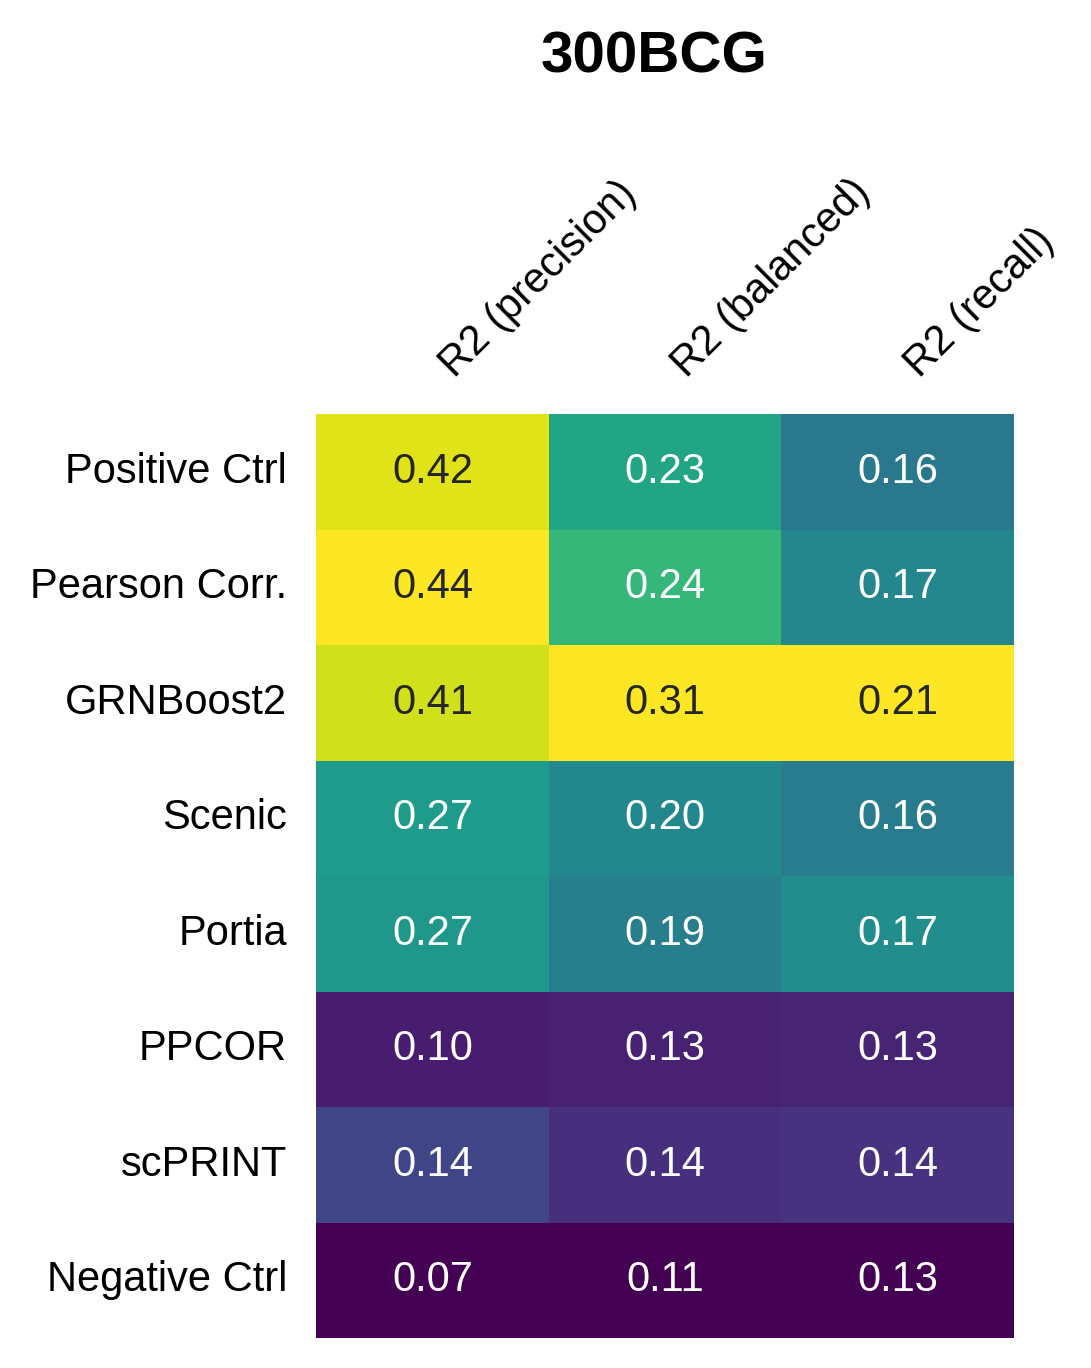 300BCG
R2 (precision) R2 (balanced) R2 (recall)
Positive Ctrl 0.42 0.23 0.16
Pearson Corr. 0.44 0.24 0.17
GRNBoost2 0.41 0.31 0.21
Scenic 0.27 0.20 0.16
Portia 0.27 0.19 0.17
PPCOR 0.10 0.13 0.13
scPRINT 0.14 0.14 0.14
Negative Ctrl 0.07 0.11 0.13